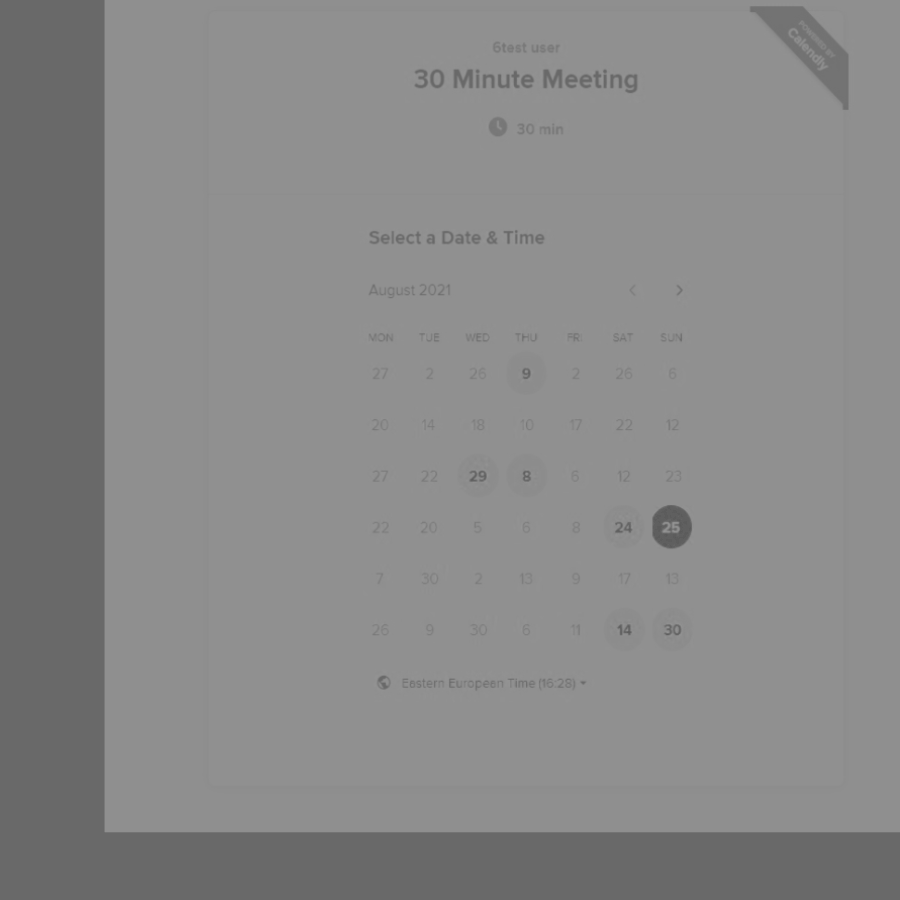 6test user
30 Minute Meeting
30 min
POWERED BY
Calendly
Select a Date & Time
August 2021
MON TUE WED THU FRI SAT SUN
27 2 26 9 2 26 6
20 14 18 10 17 22 12
27 22 29 8 6 12 23
22 20 5 6 8 24 25
7 30 2 13 9 17 13
26 9 30 6 11 14 30
Eastern European Time (16:28)